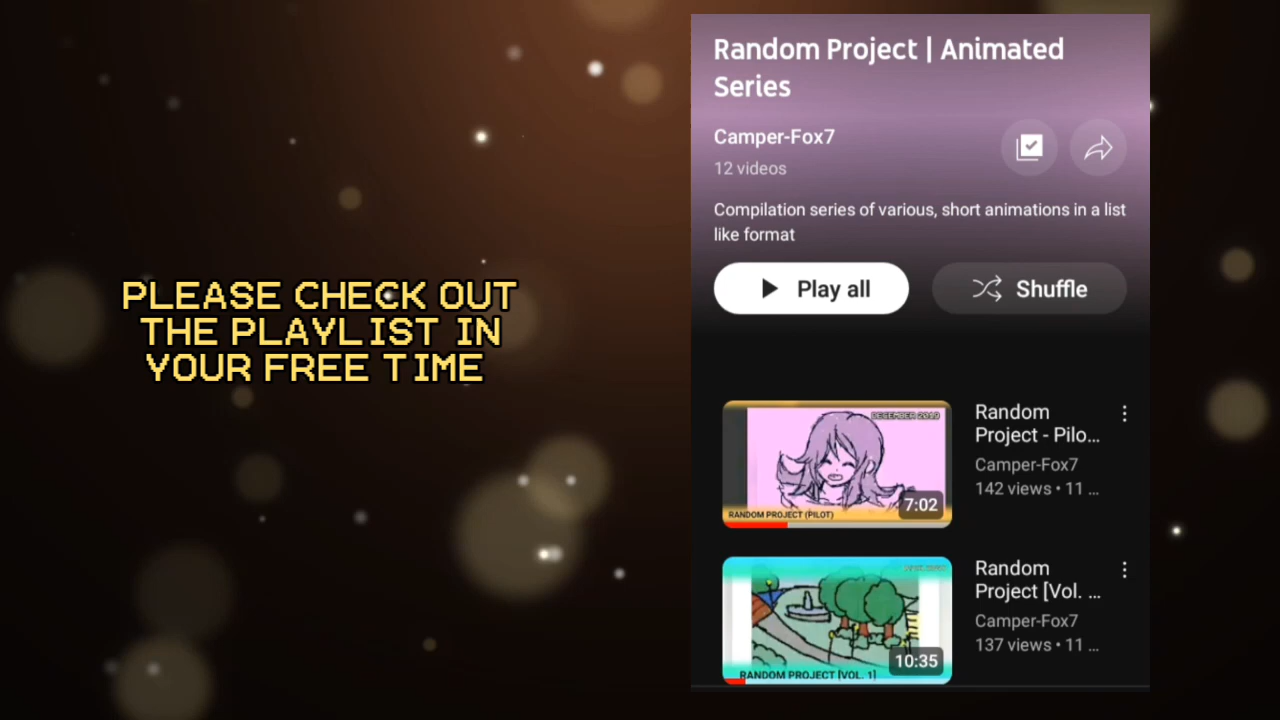 PLEASE CHECK OUT
THE PLAYLIST IN
YOUR FREE TIME
Random Project | Animated
Series
Camper-Fox7
12 videos
Compilation series of various, short animations in a list
like format
Play all
Shuffle
DECEMBER 2019
RANDOM PROJECT (PILOT)
7:02
Random
Project - Pilo...
Camper-Fox7
142 views • 11 ...
RANDOM PROJECT [VOL. 1]
10:35
Random
Project [Vol. ...
Camper-Fox7
137 views • 11 ...